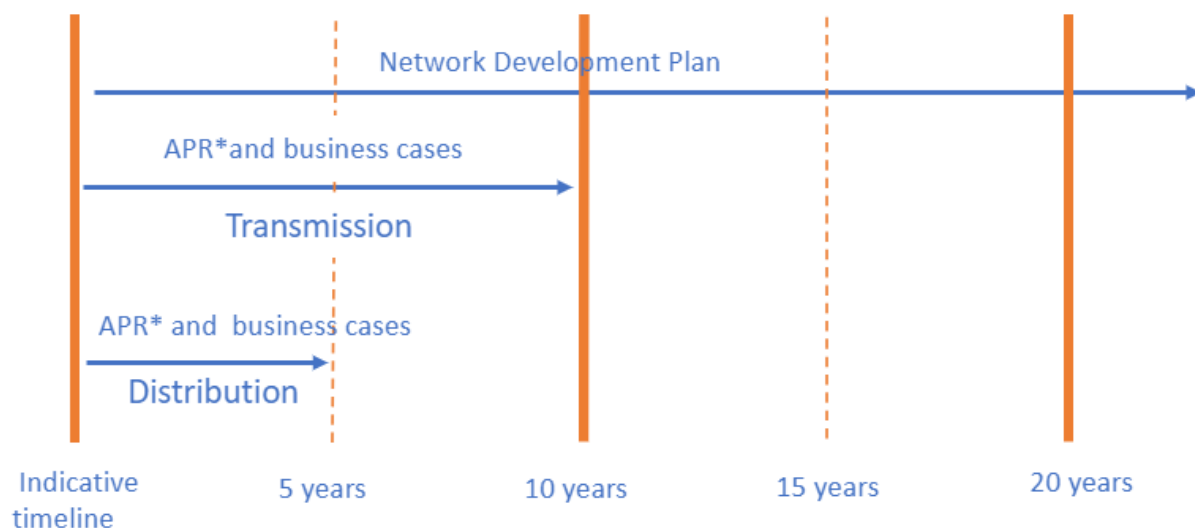 Network Development Plan
APR*and business cases
Transmission
APR* and  business cases
Distribution
Indicative
timeline
5 years
10 years
15 years
20 years